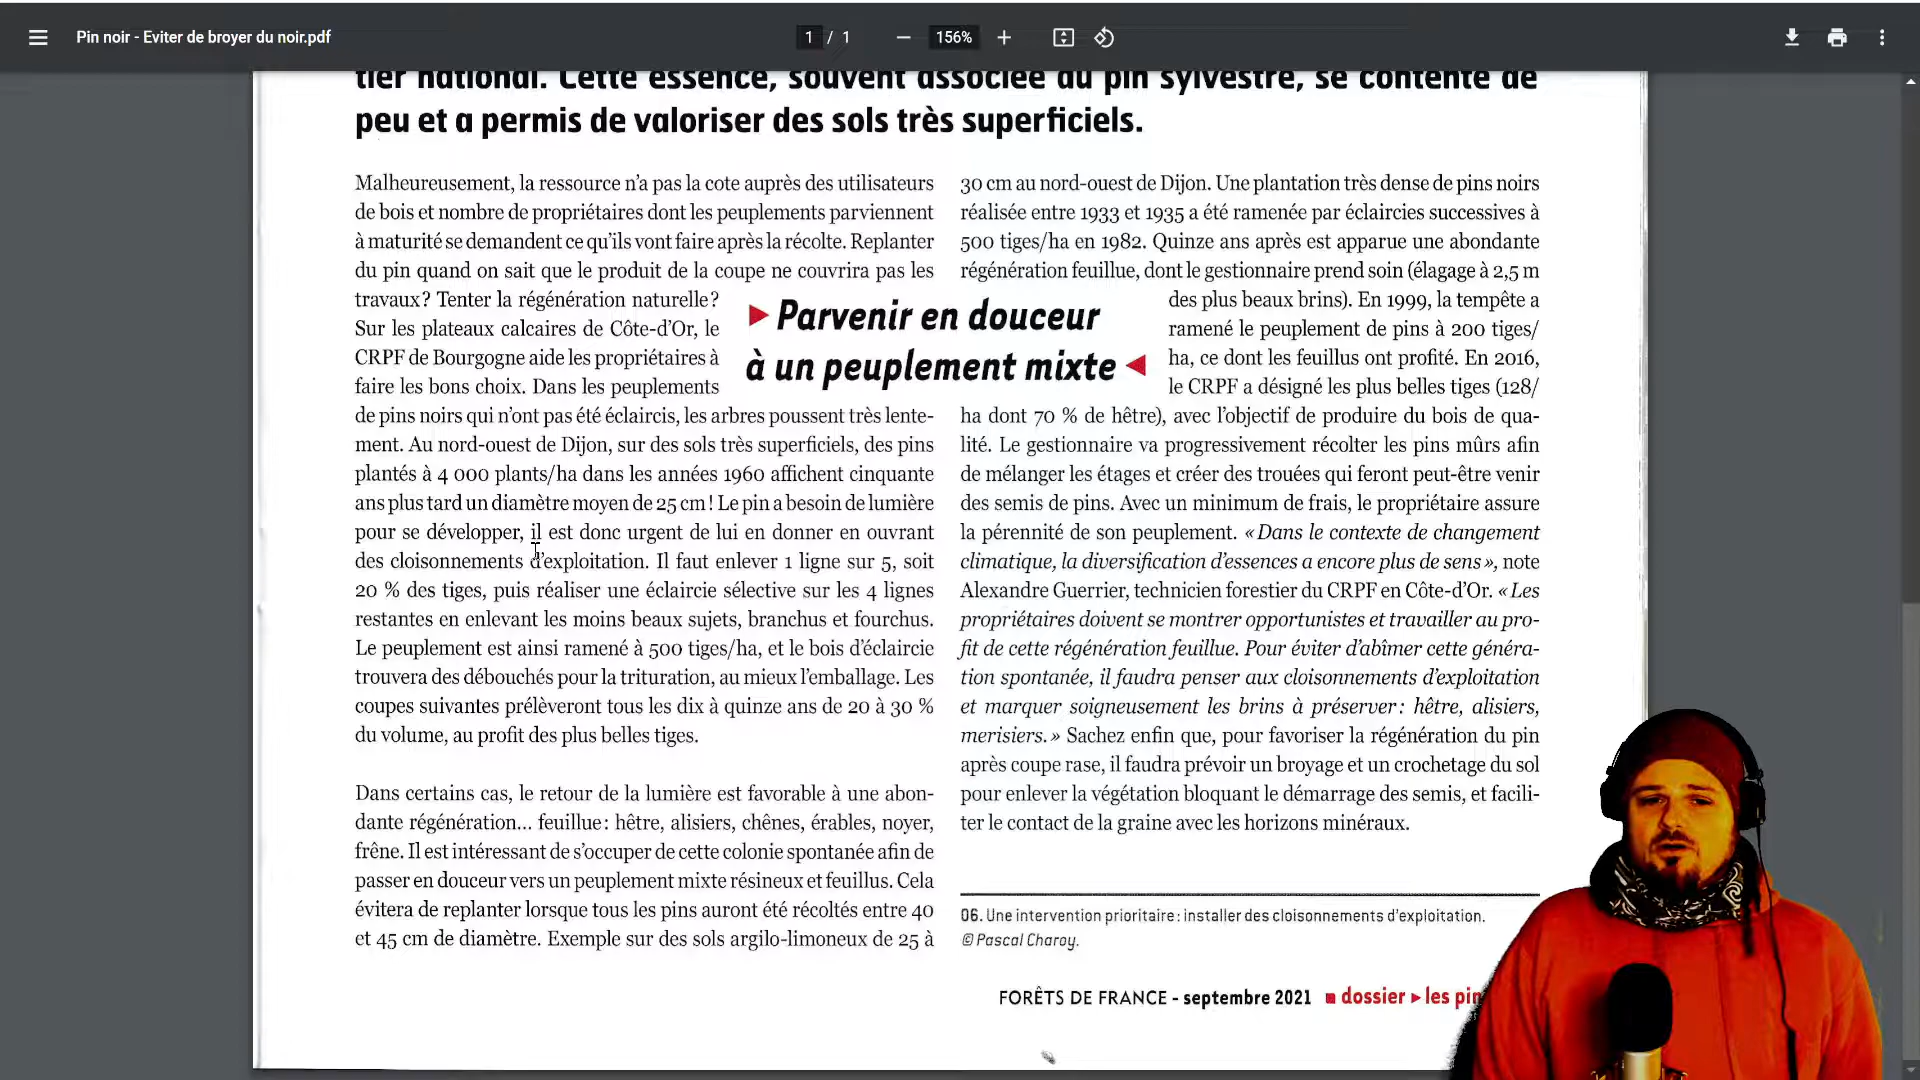 Pin noir - Eviter de broyer du noir.pdf
1 / 1
156%
tier national. Cette essence, souvent associée au pin sylvestre, se contente de
peu et a permis de valoriser des sols très superficiels.
Malheureusement, la ressource n'a pas la cote auprès des utilisateurs
de bois et nombre de propriétaires dont les peuplements parviennent
à maturité se demandent ce qu'ils vont faire après la récolte. Replanter
du pin quand on sait que le produit de la coupe ne couvrira pas les
travaux? Tenter la régénération naturelle?
Sur les plateaux calcaires de Côte-d'Or, le
CRPF de Bourgogne aide les propriétaires à
faire les bons choix. Dans les peuplements
de pins noirs qui n'ont pas été éclaircis, les arbres poussent très lente-
ment. Au nord-ouest de Dijon, sur des sols très superficiels, des pins
plantés à 4 000 plants/ha dans les années 1960 affichent cinquante
ans plus tard un diamètre moyen de 25 cm! Le pin a besoin de lumière
pour se développer, il est donc urgent de lui en donner en ouvrant
des cloisonnements d'exploitation. Il faut enlever 1 ligne sur 5, soit
20 % des tiges, puis réaliser une éclaircie sélective sur les 4 lignes
restantes en enlevant les moins beaux sujets, branchus et fourchus.
Le peuplement est ainsi ramené à 500 tiges/ha, et le bois d'éclaircie
trouvera des débouchés pour la trituration, au mieux l'emballage. Les
coupes suivantes prélèveront tous les dix à quinze ans de 20 à 30 %
du volume, au profit des plus belles tiges.
Dans certains cas, le retour de la lumière est favorable à une abon-
dante régénération... feuillue: hêtre, alisiers, chênes, érables, noyer,
frêne. Il est intéressant de s'occuper de cette colonie spontanée afin de
passer en douceur vers un peuplement mixte résineux et feuillus. Cela
évitera de replanter lorsque tous les pins auront été récoltés entre 40
et 45 cm de diamètre. Exemple sur des sols argilo-limoneux de 25 à
▶ Parvenir en douceur
à un peuplement mixte ◀
30 cm au nord-ouest de Dijon. Une plantation très dense de pins noirs
réalisée entre 1933 et 1935 a été ramenée par éclaircies successives à
500 tiges/ha en 1982. Quinze ans après est apparue une abondante
régénération feuillue, dont le gestionnaire prend soin (élagage à 2,5 m
des plus beaux brins). En 1999, la tempête a
ramené le peuplement de pins à 200 tiges/
ha, ce dont les feuillus ont profité. En 2016,
le CRPF a désigné les plus belles tiges (128/
ha dont 70 % de hêtre), avec l'objectif de produire du bois de qua-
lité. Le gestionnaire va progressivement récolter les pins mûrs afin
de mélanger les étages et créer des trouées qui feront peut-être venir
des semis de pins. Avec un minimum de frais, le propriétaire assure
la pérennité de son peuplement. «Dans le contexte de changement
climatique, la diversification d'essences a encore plus de sens», note
Alexandre Guerrier, technicien forestier du CRPF en Côte-d'Or. «Les
propriétaires doivent se montrer opportunistes et travailler au pro-
fit de cette régénération feuillue. Pour éviter d'abîmer cette généra-
tion spontanée, il faudra penser aux cloisonnements d'exploitation
et marquer soigneusement les brins à préserver: hêtre, alisiers,
merisiers.» Sachez enfin que, pour favoriser la régénération du pin
après coupe rase, il faudra prévoir un broyage et un crochetage du sol
pour enlever la végétation bloquant le démarrage des semis, et facili-
ter le contact de la graine avec les horizons minéraux.
06. Une intervention prioritaire: installer des cloisonnements d'exploitation.
© Pascal Charoy.
FORÊTS DE FRANCE - septembre 2021 ■ dossier ▸ les pin